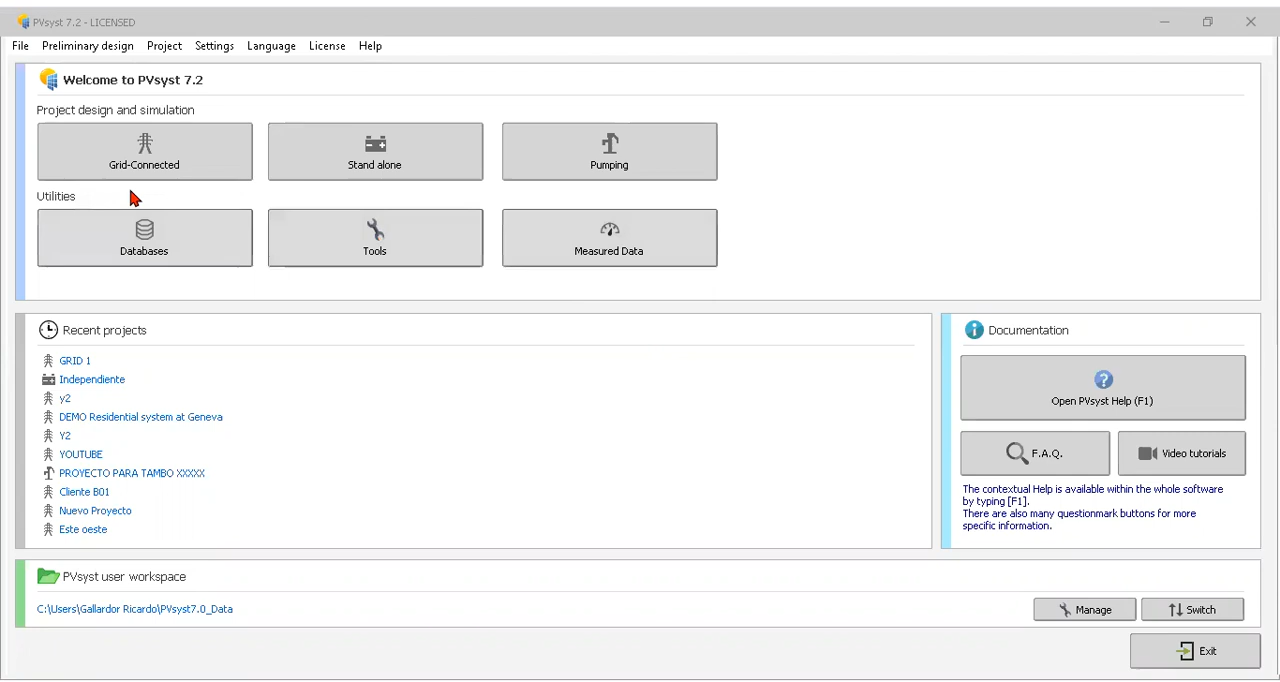 PVsyst 7.2 - LICENSED
File Preliminary design Project Settings Language License Help
Welcome to PVsyst 7.2
Project design and simulation
Grid-Connected Stand alone Pumping
Utilities
Databases Tools Measured Data
Recent projects
GRID 1
Independiente
y2
DEMO Residential system at Geneva
Y2
YOUTUBE
PROYECTO PARA TAMBO XXXXX
Cliente B01
Nuevo Proyecto
Este oeste
Documentation
Open PVsyst Help (F1)
F.A.Q. Video tutorials
The contextual Help is available within the whole software
by typing [F1].
There are also many questionmark buttons for more
specific information.
PVsyst user workspace
C:\Users\Gallardor Ricardo\PVsyst7.0_Data
Manage Switch
Exit